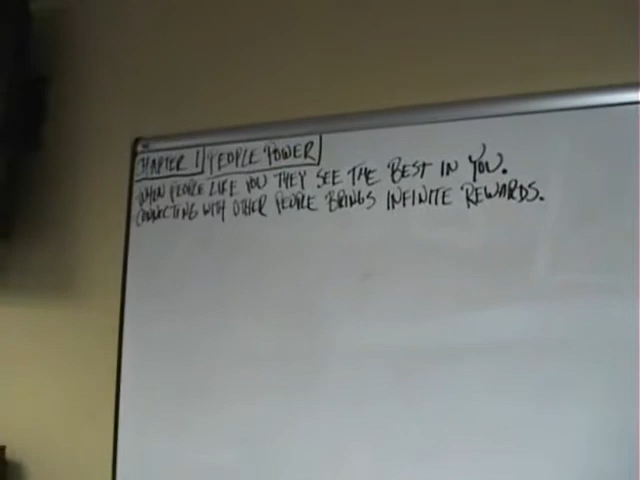 CHAPTER 1 PEOPLE POWER
WHEN PEOPLE LIKE YOU THEY SEE THE BEST IN YOU.
CONNECTING WITH OTHER PEOPLE BRINGS INFINITE REWARDS.